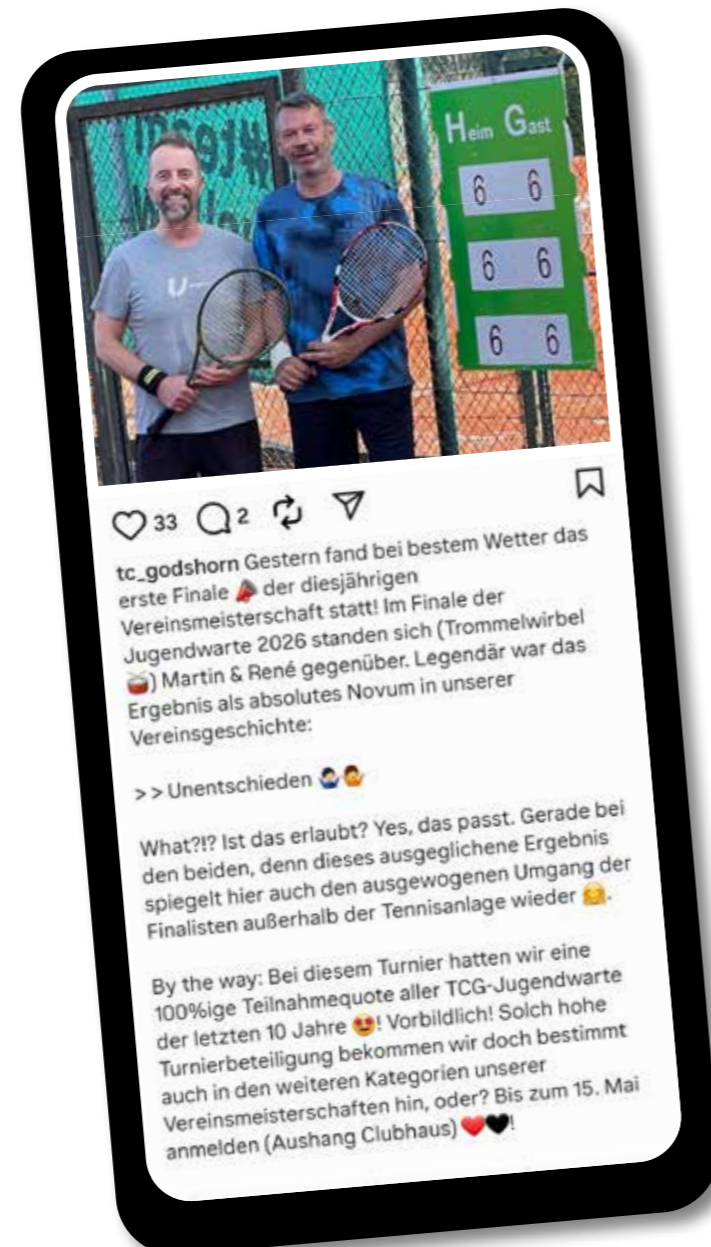 Heim Gast
6 6
6 6
6 6
33 2
tc_godshorn Gestern fand bei bestem Wetter das
erste Finale 📣 der diesjährigen
Vereinsmeisterschaft statt! Im Finale der
Jugendwarte 2026 standen sich (Trommelwirbel
🥁) Martin & René gegenüber. Legendär war das
Ergebnis als absolutes Novum in unserer
Vereinsgeschichte:
>> Unentschieden 🤷‍♂️🤷
What?!? Ist das erlaubt? Yes, das passt. Gerade bei
den beiden, denn dieses ausgeglichene Ergebnis
spiegelt hier auch den ausgewogenen Umgang der
Finalisten außerhalb der Tennisanlage wieder 🤗.
By the way: Bei diesem Turnier hatten wir eine
100%ige Teilnahmequote aller TCG-Jugendwarte
der letzten 10 Jahre 😍! Vorbildlich! Solch hohe
Turnierbeteiligung bekommen wir doch bestimmt
auch in den weiteren Kategorien unserer
Vereinsmeisterschaften hin, oder? Bis zum 15. Mai
anmelden (Aushang Clubhaus) ❤️🖤!